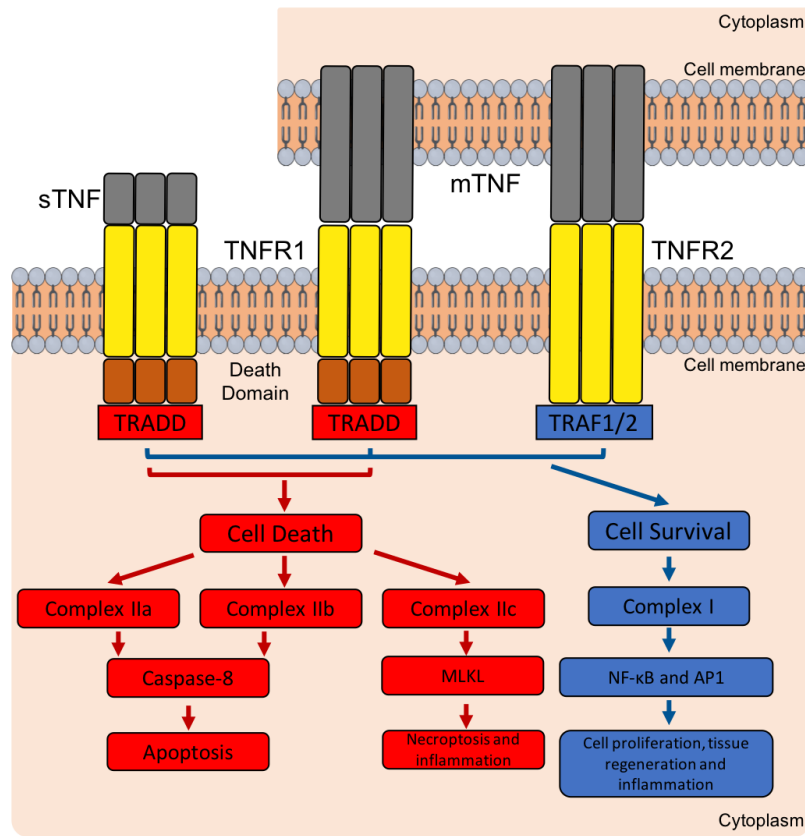 Cytoplasm
Cell membrane
sTNF
mTNF
TNFR1
TNFR2
Death
Domain
Cell membrane
TRADD
TRADD
TRAF1/2
Cell Death
Cell Survival
Complex IIa
Complex IIb
Complex IIc
Complex I
Caspase-8
MLKL
NF-κB and AP1
Apoptosis
Necroptosis and
inflammation
Cell proliferation, tissue
regeneration and
inflammation
Cytoplasm